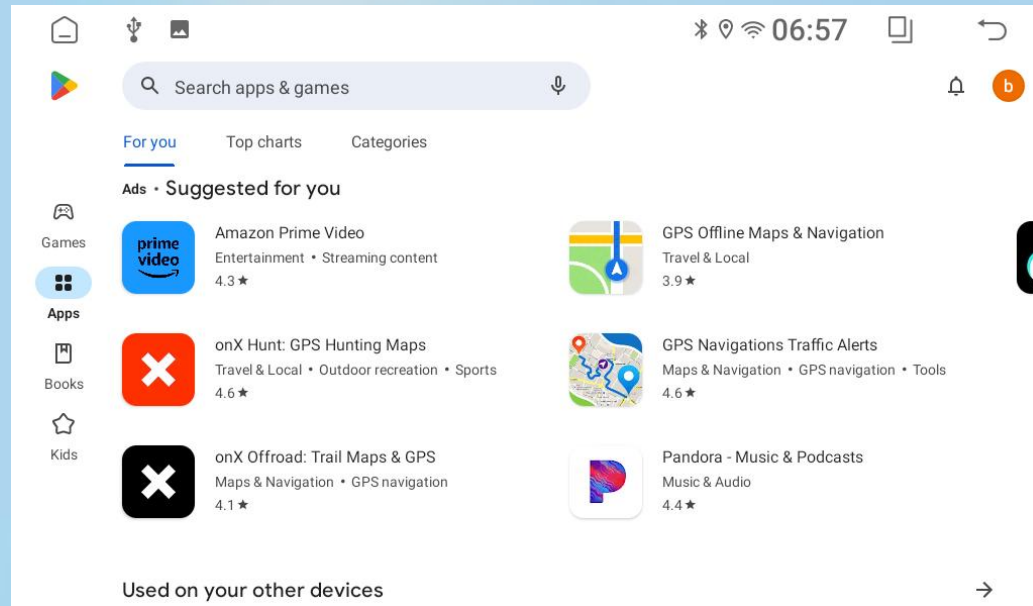 06:57
Search apps & games
b
For you Top charts Categories
Ads • Suggested for you
Games
Apps
Books
Kids
prime video
Amazon Prime Video
Entertainment • Streaming content
4.3 ★
GPS Offline Maps & Navigation
Travel & Local
3.9 ★
onX Hunt: GPS Hunting Maps
Travel & Local • Outdoor recreation • Sports
4.6 ★
GPS Navigations Traffic Alerts
Maps & Navigation • GPS navigation • Tools
4.6 ★
onX Offroad: Trail Maps & GPS
Maps & Navigation • GPS navigation
4.1 ★
Pandora - Music & Podcasts
Music & Audio
4.4 ★
Used on your other devices